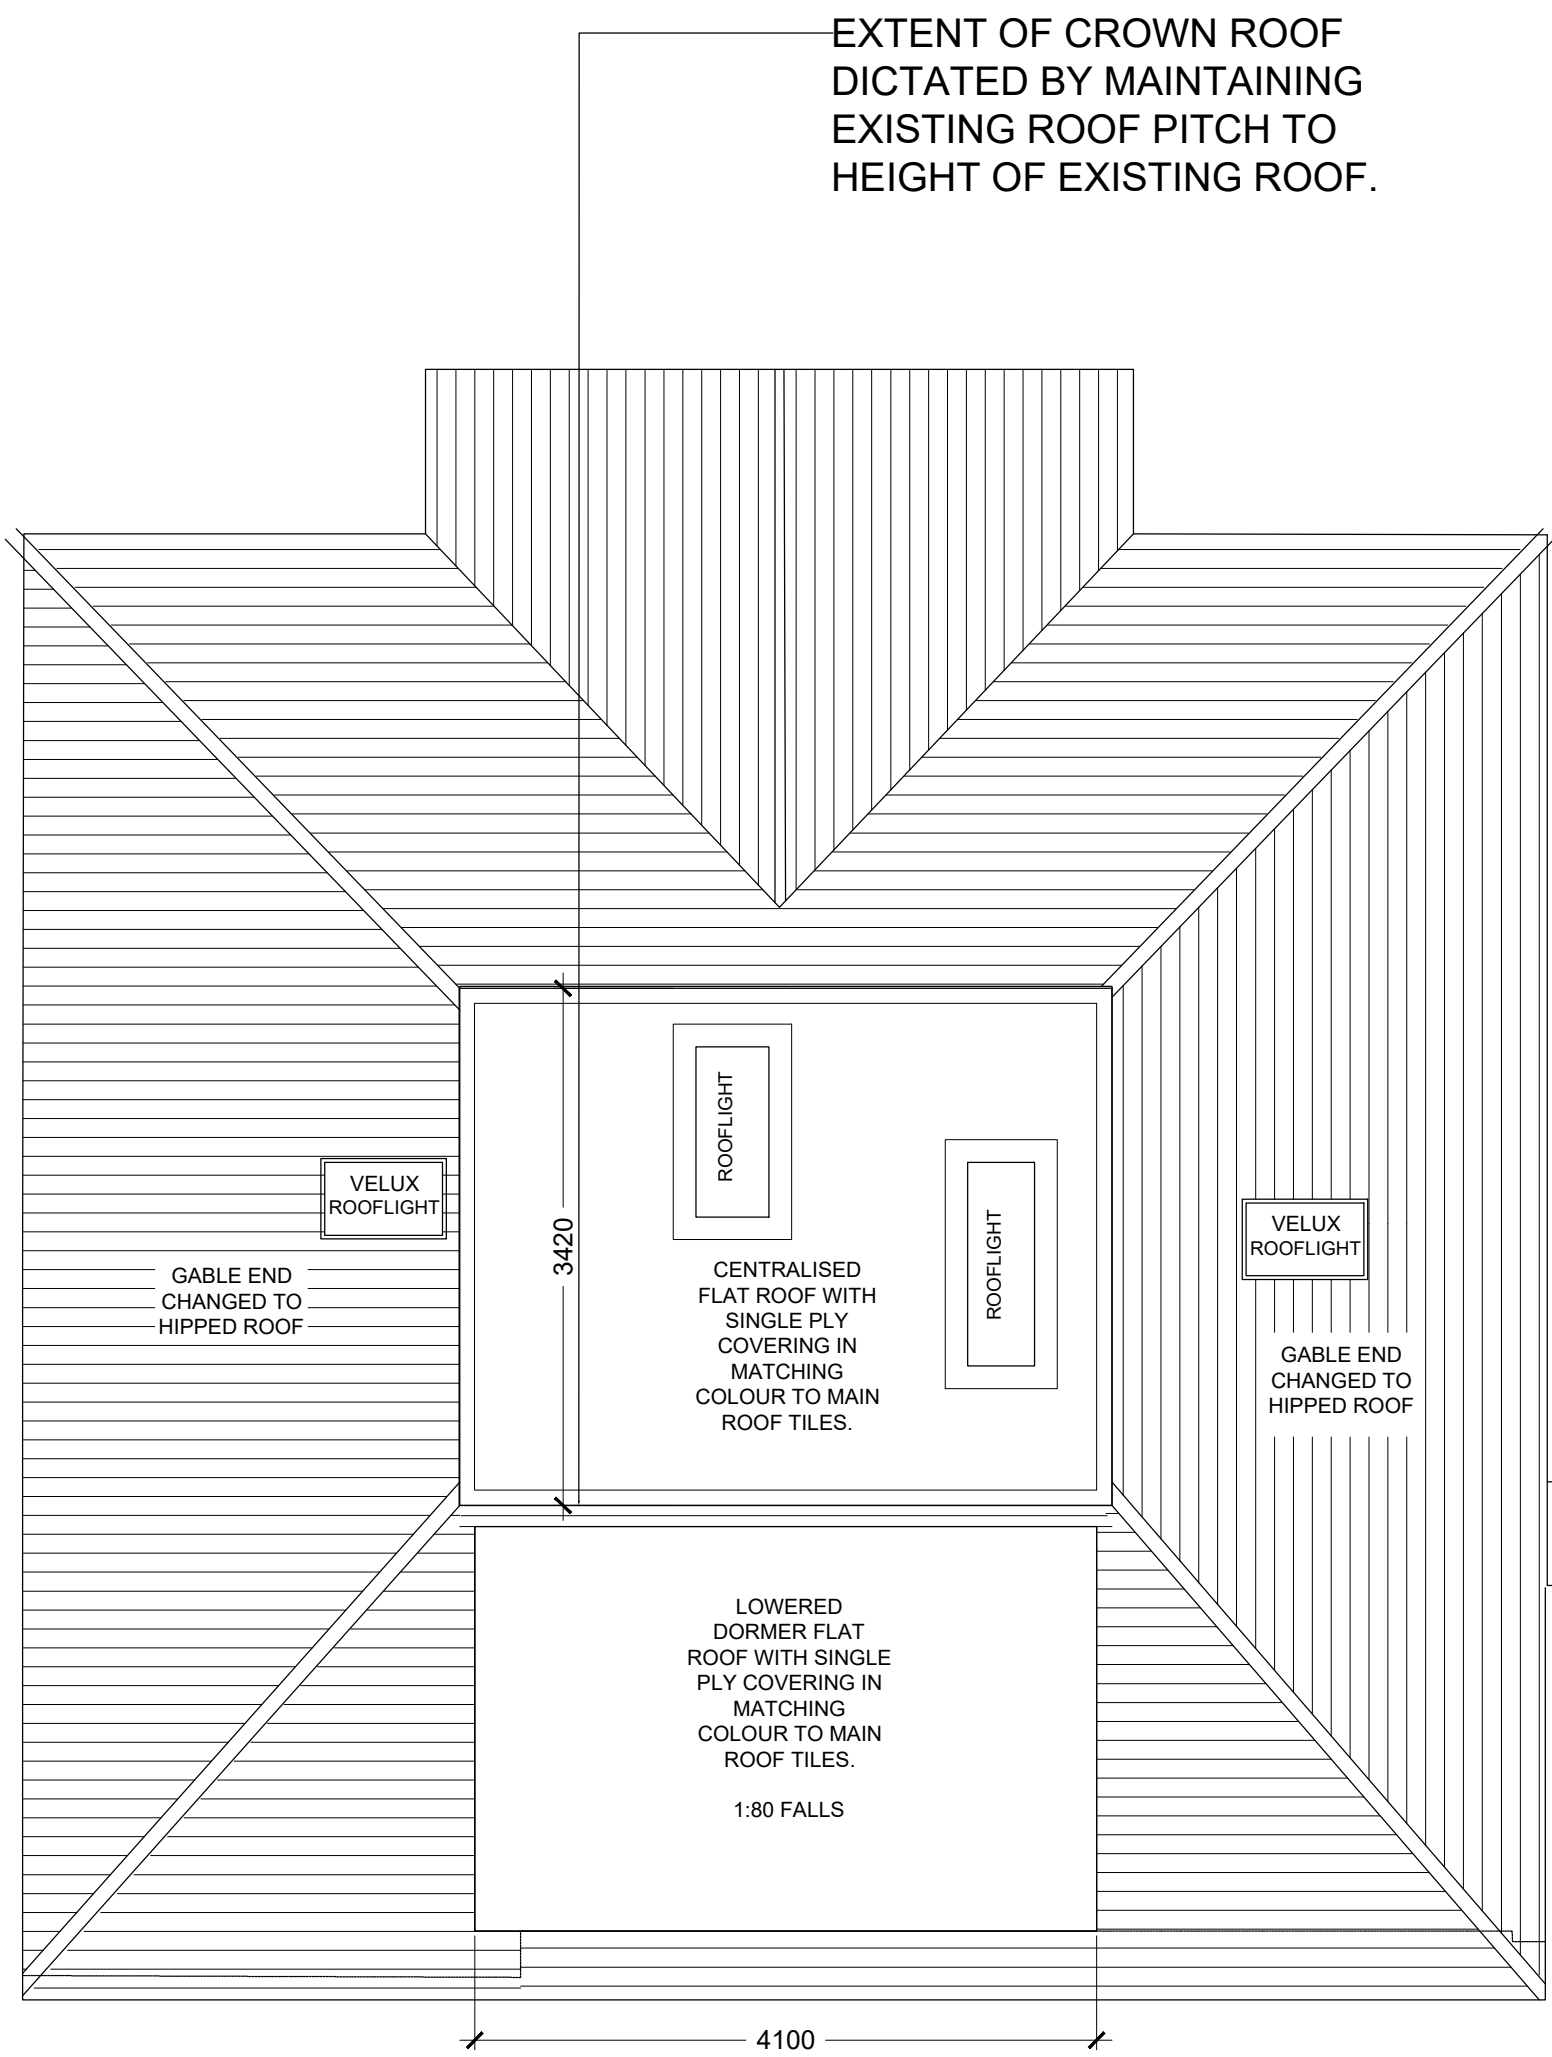 EXTENT OF CROWN ROOF
DICTATED BY MAINTAINING
EXISTING ROOF PITCH TO
HEIGHT OF EXISTING ROOF.
ROOFLIGHT
ROOFLIGHT
VELUX
ROOFLIGHT
VELUX
ROOFLIGHT
3420
GABLE END
CHANGED TO
HIPPED ROOF
CENTRALISED
FLAT ROOF WITH
SINGLE PLY
COVERING IN
MATCHING
COLOUR TO MAIN
ROOF TILES.
GABLE END
CHANGED TO
HIPPED ROOF
LOWERED
DORMER FLAT
ROOF WITH SINGLE
PLY COVERING IN
MATCHING
COLOUR TO MAIN
ROOF TILES.
1:80 FALLS
4100